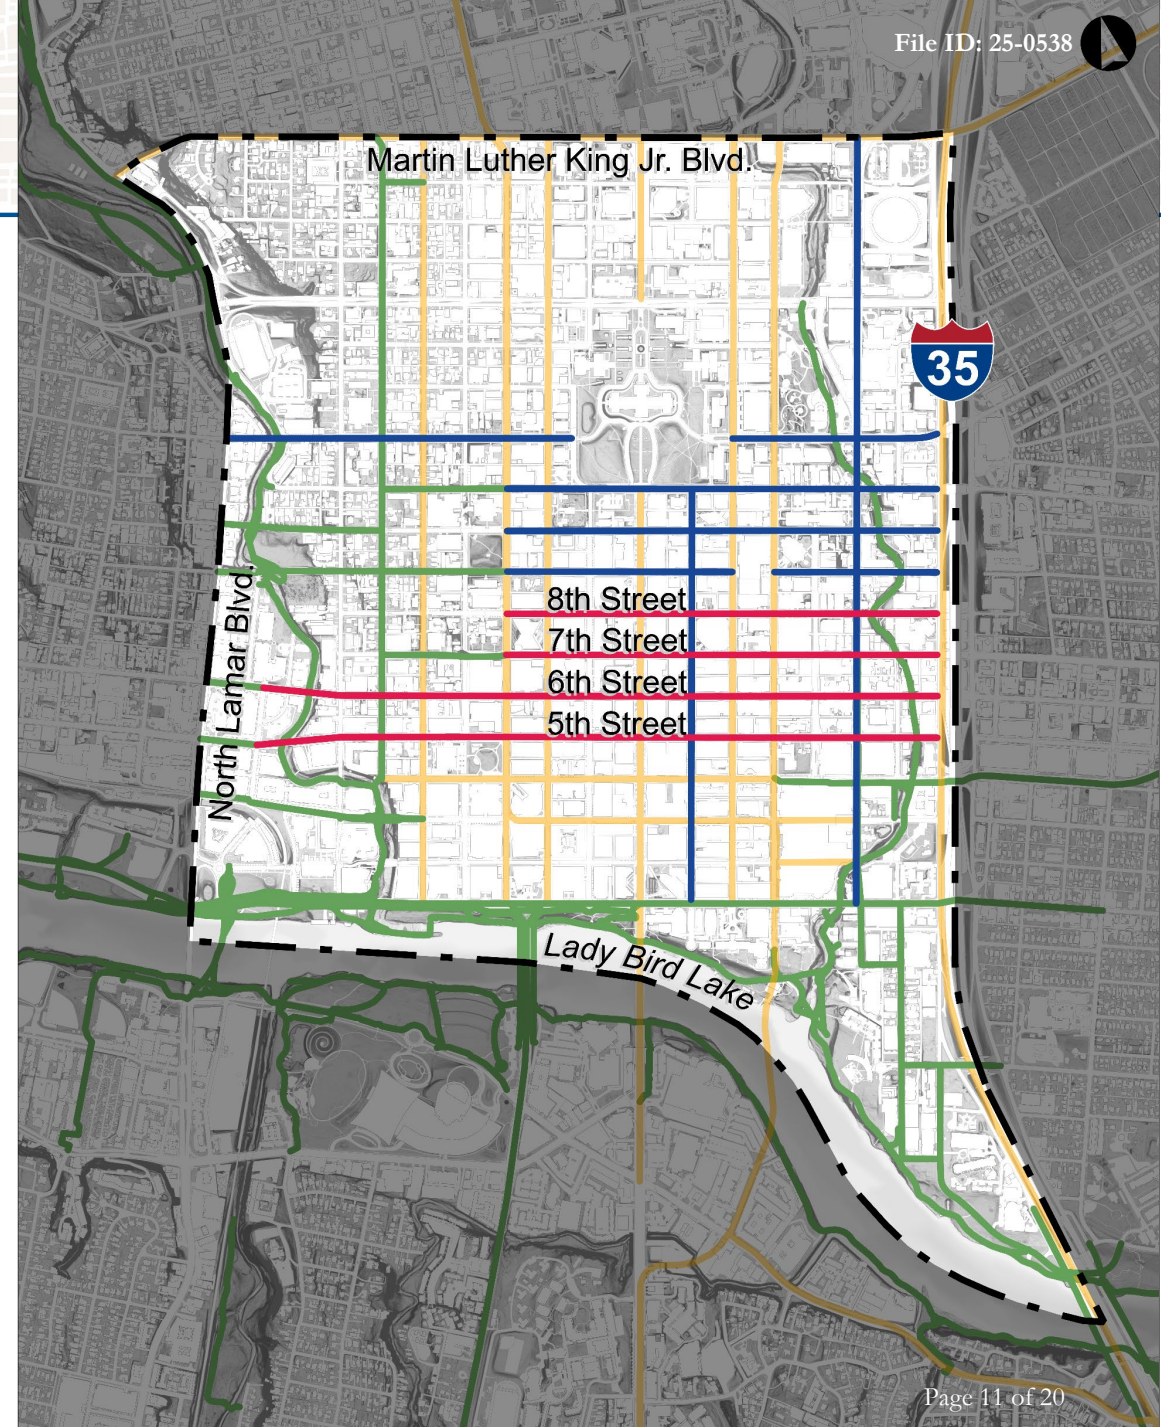 File ID: 25-0538
Martin Luther King Jr. Blvd.
35
8th Street
7th Street
6th Street
5th Street
North Lamar Blvd.
Lady Bird Lake
Page 11 of 20